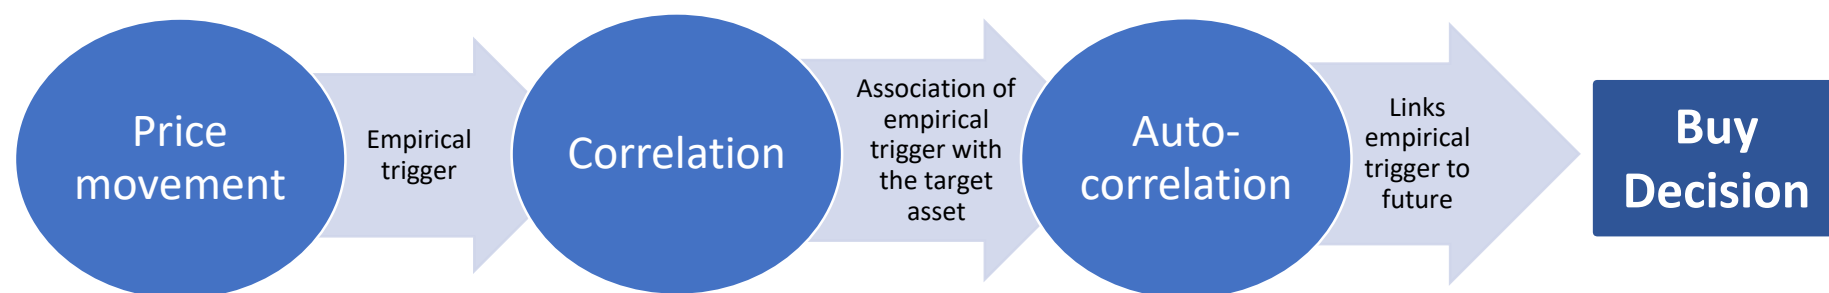 Price
movement
Empirical
trigger
Correlation
Association of
empirical
trigger with
the target
asset
Auto-
correlation
Links
empirical
trigger to
future
Buy
Decision